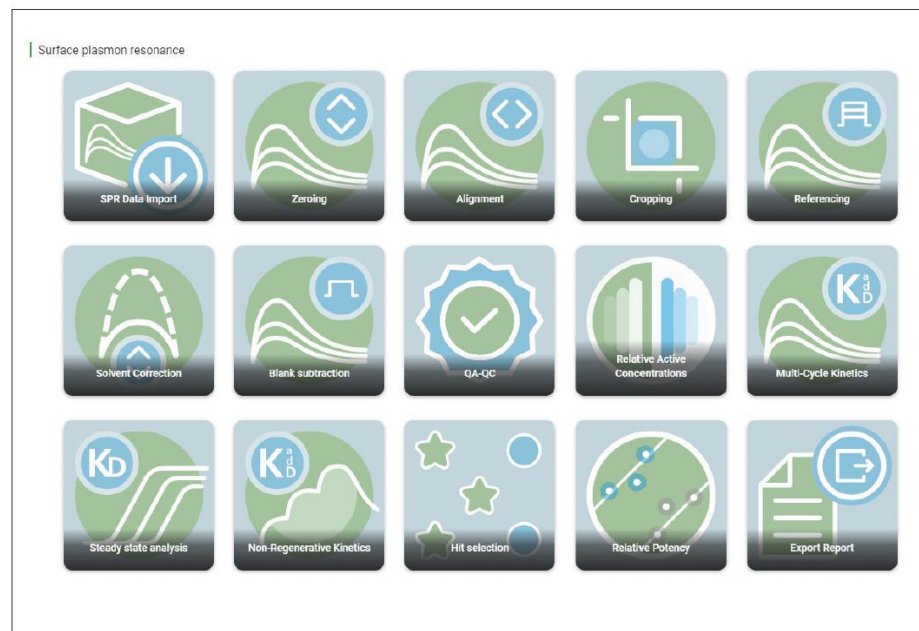 Surface plasmon resonance
SPR Data Import
Zeroing
Alignment
Cropping
Referencing
Solvent Correction
Blank subtraction
QA-QC
Relative Active
Concentrations
K a d D
Multi-Cycle Kinetics
KD
Steady state analysis
K a d D
Non-Regenerative Kinetics
Hit selection
Relative Potency
Export Report